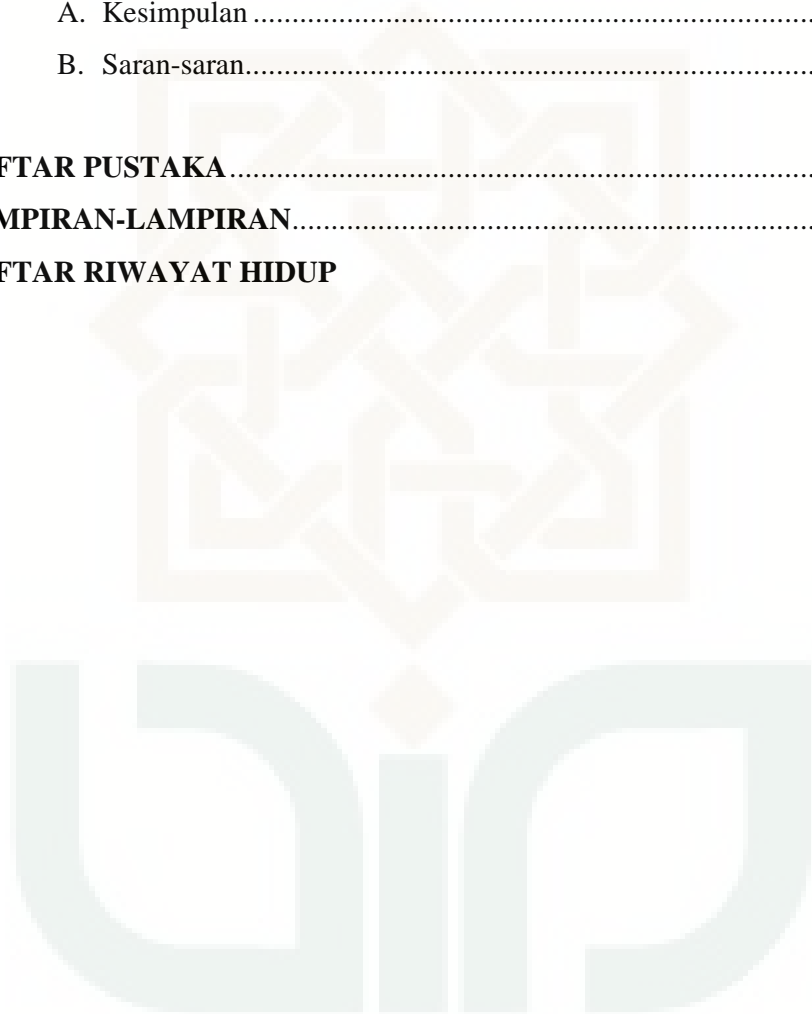 A. Kesimpulan ........................................................................
B. Saran-saran.........................................................................
FTAR PUSTAKA...........................................................................
MPIRAN-LAMPIRAN...................................................................
FTAR RIWAYAT HIDUP